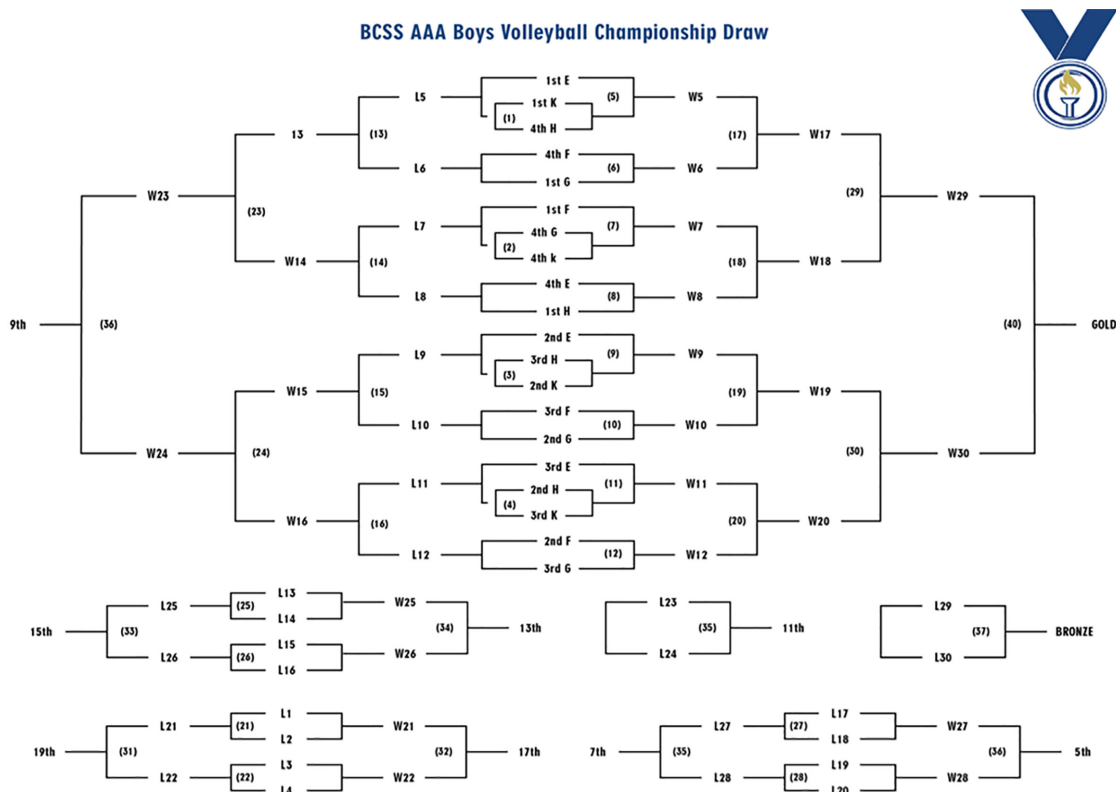 BCSS AAA Boys Volleyball Championship Draw
1st E
L5 (5) W5
1st K
(1)
4th H
13 (13) (17) W17
4th F
L6 (6) W6
1st G
W23 (23) (29) W29
1st F
L7 (7) W7
4th G
(2)
4th k
W14 (14) (18) W18
4th E
L8 (8) W8
1st H
9th (36) (40) GOLD
2nd E
L9 (9) W9
3rd H
(3)
2nd K
W15 (15) (19) W19
3rd F
L10 (10) W10
2nd G
W24 (24) (30) W30
3rd E
L11 (11) W11
2nd H
(4)
3rd K
W16 (16) (20) W20
2nd F
L12 (12) W12
3rd G
L13
L25 (25) W25
L14
15th (33) (34) 13th
L15
L26 (26) W26
L16
L23
(35) 11th
L24
L29
(37) BRONZE
L30
L1
L21 (21) W21
L2
19th (31) (32) 17th
L3
L22 (22) W22
L4
L17
L27 (27) W27
L18
7th (35) (36) 5th
L19
L28 (28) W28
L20